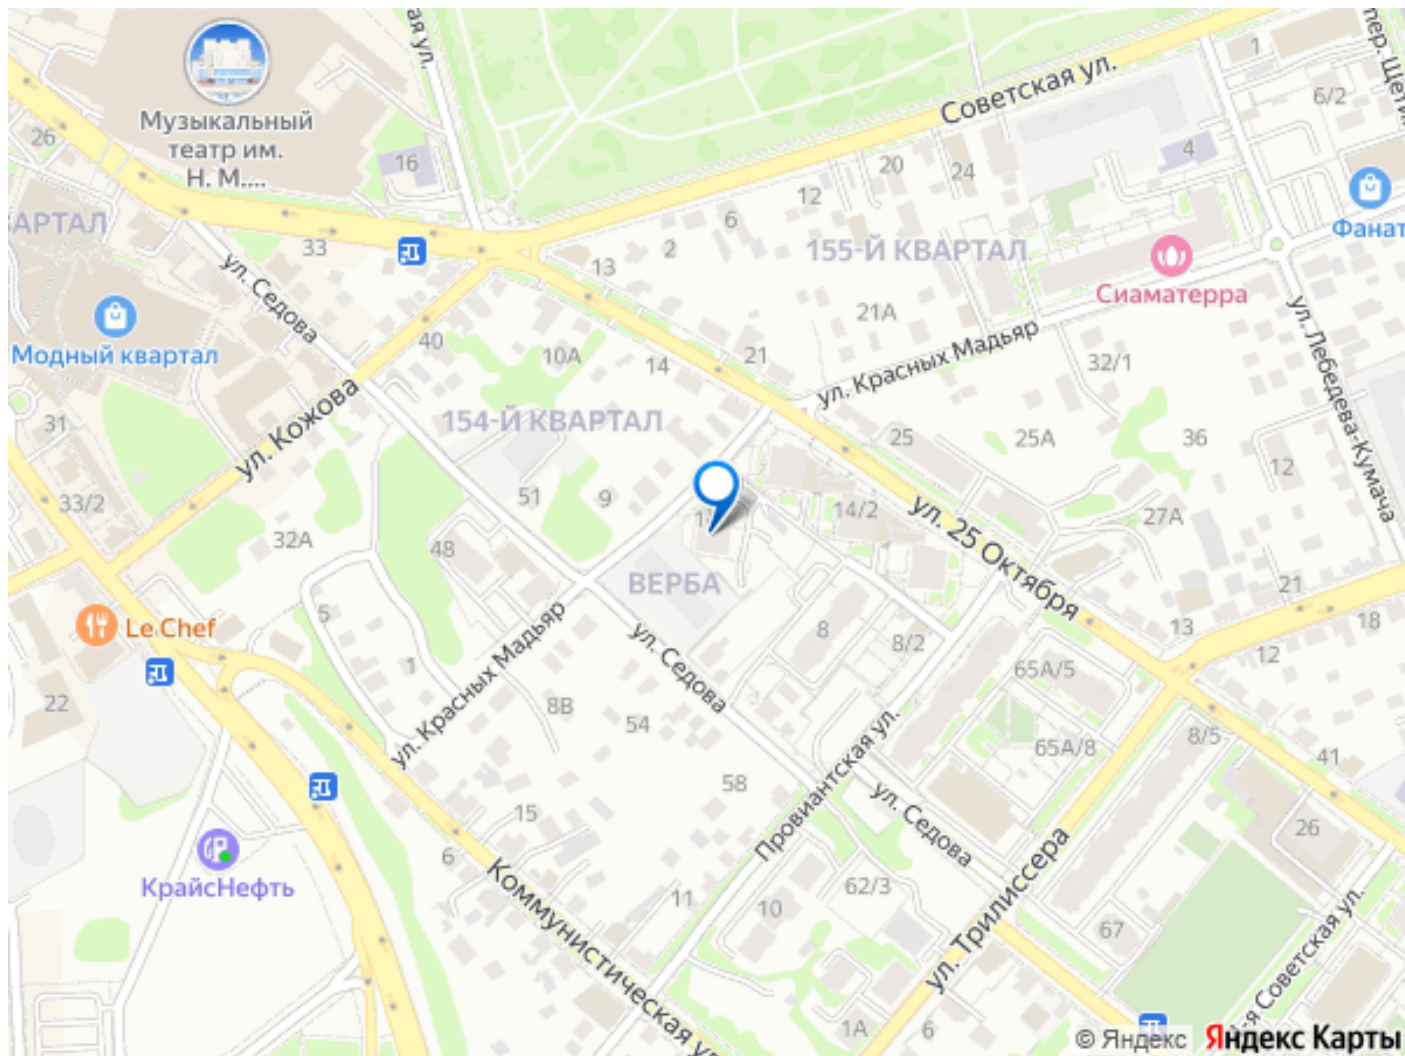 Музыкальный
театр им.
Н. М....
26
16
АРТАЛ
33
ул. Седова
Модный квартал
40
10А
14
13
2
6
12
20
24
Советская ул.
1
6/2
4
Фанат
155-Й КВАРТАЛ
21А
Сиаматерра
21
ул. Красных Мадьяр
32/1
ул. Лебедева-Кумача
31
ул. Кожова
154-Й КВАРТАЛ
33/2
32А
51
9
48
25
25А
36
12
14/2
27А
ул. 25 Октября
ВЕРБА
5
Le Chef
1
22
ул. Красных Мадьяр
8В
54
ул. Седова
8
8/2
65А/5
65А/8
13
21
12
18
8/5
41
58
Провиантская ул.
ул. Седова
15
6
КрайсНефть
11
10
62/3
67
26
Коммунистическая ул.
ул. Трилиссера
-я Советская ул.
1А
6
© Яндекс Яндекс Карты